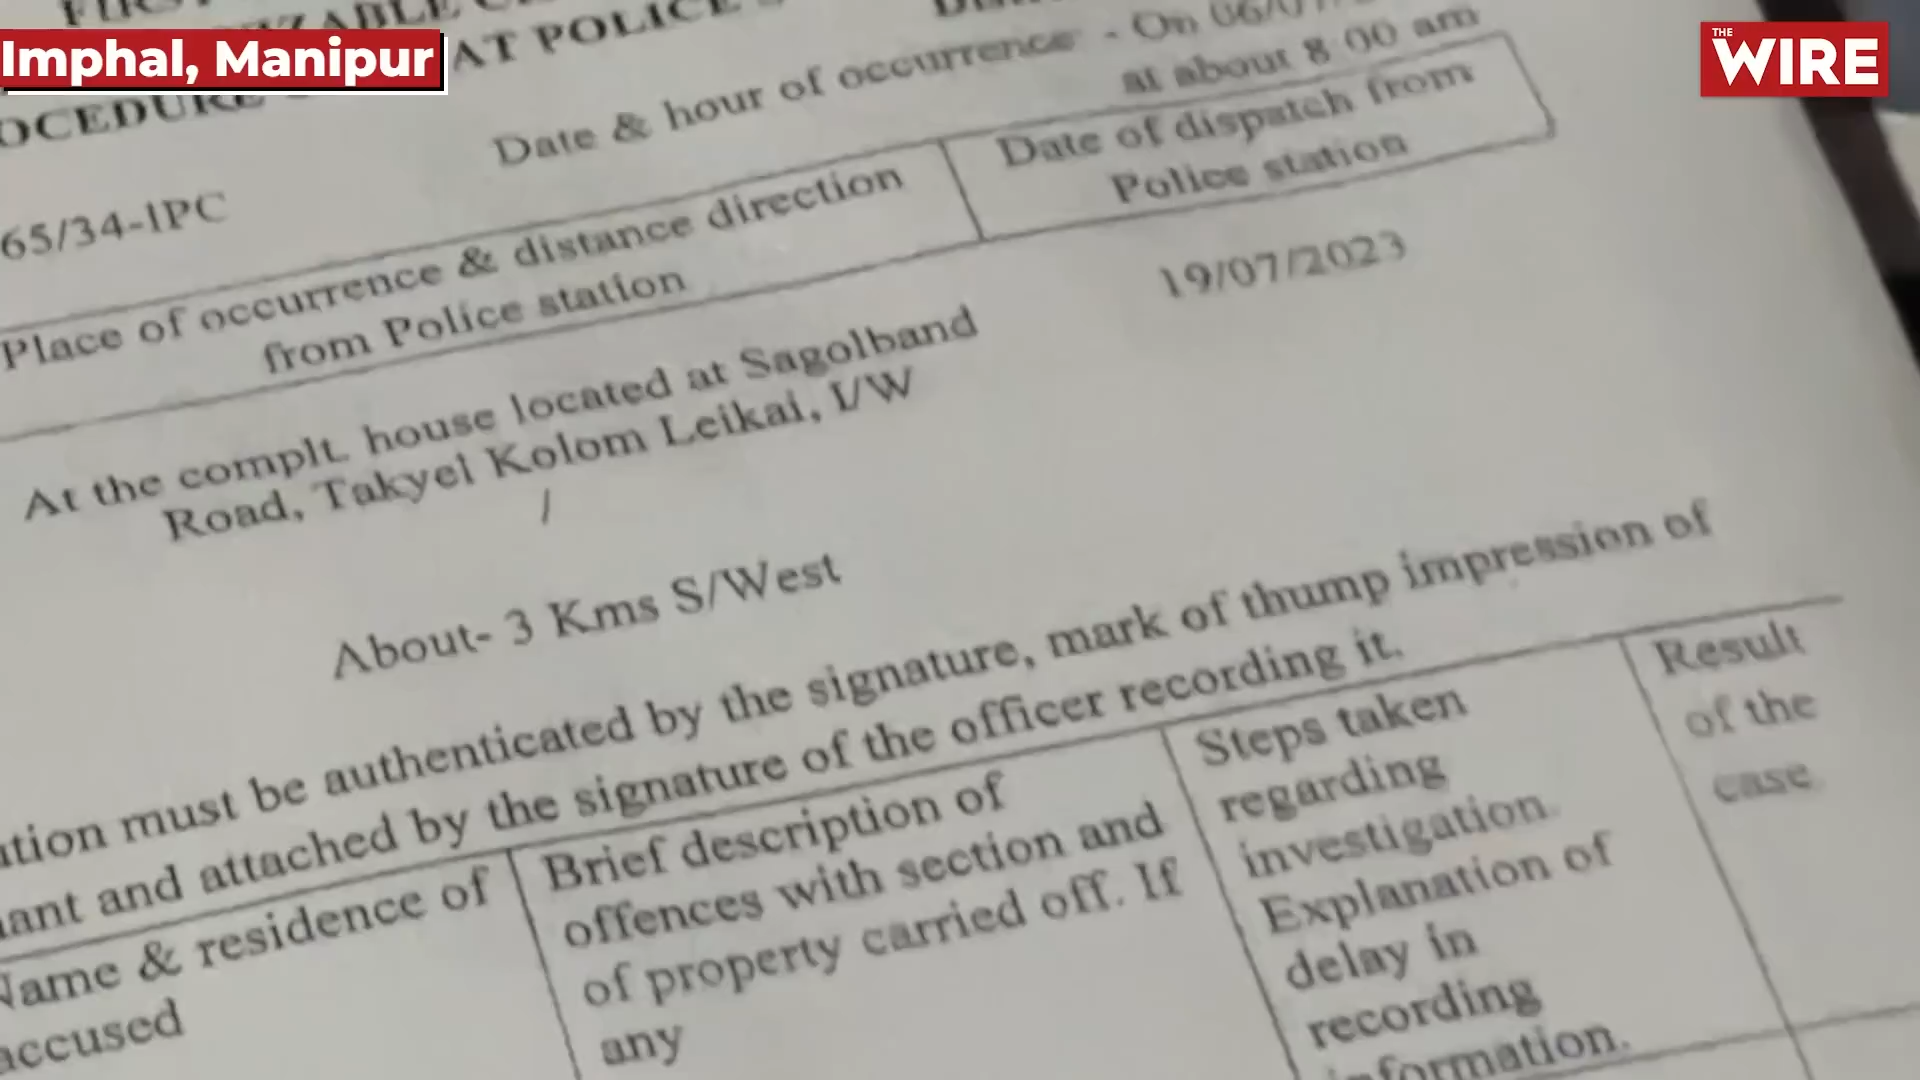 Imphal, Manipur
THE
WIRE
AT POLICE
Date & hour of occurrence - On 06/07/
at about 8 00 am
65/34-IPC
Place of occurrence & distance direction
from Police station
Date of dispatch from
Police station
19/07/2023
At the complt. house located at Sagolband
Road, Takyel Kolom Leikai, I/W
/
About- 3 Kms S/West
must be authenticated by the signature, mark of thump impression of
and attached by the signature of the officer recording it.
Name & residence of
accused
Brief description of
offences with section and
of property carried off. If
any
Steps taken
regarding
investigation.
Explanation of
delay in
recording
information.
Result
of the
case